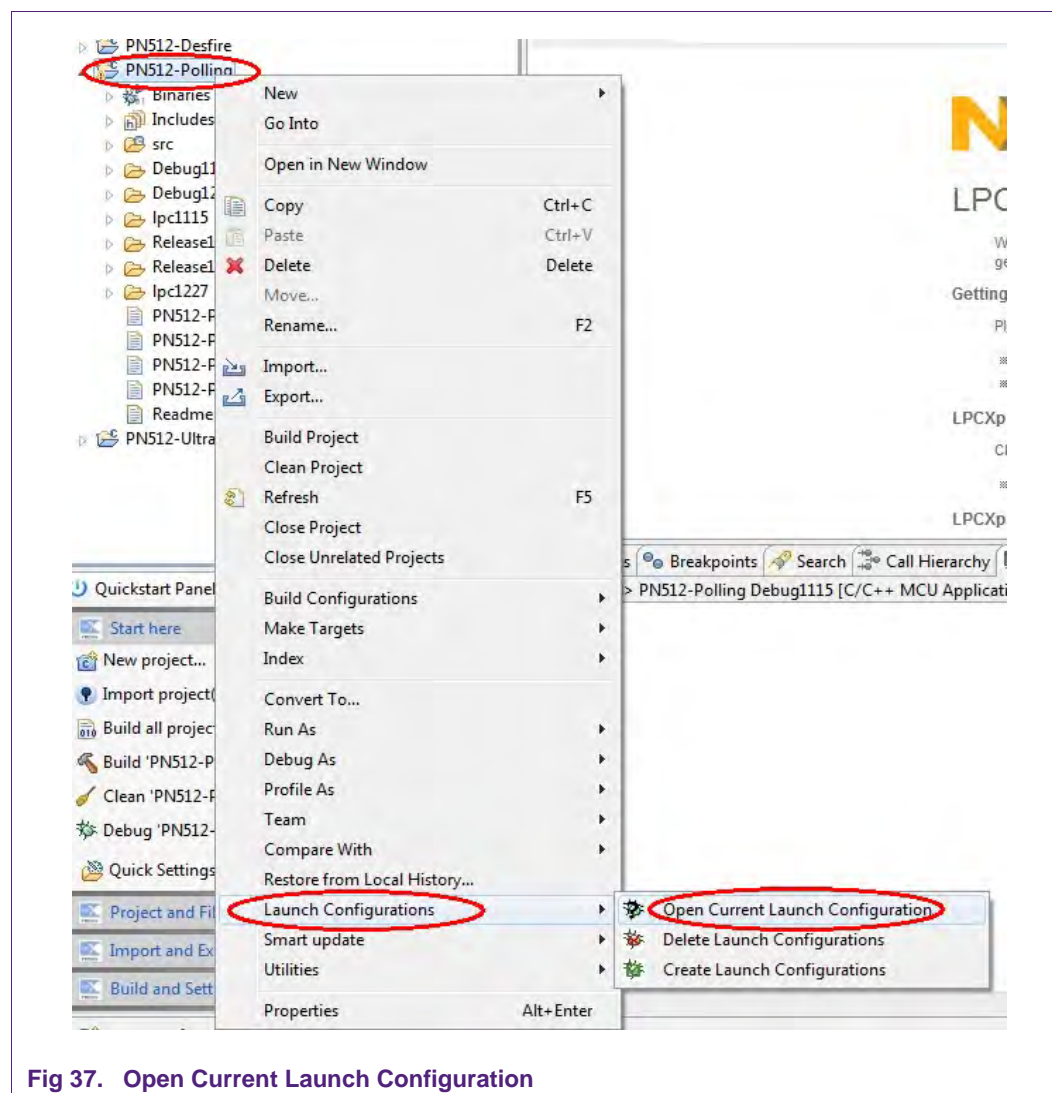 PN512-Desfire
PN512-Polling
Binaries
Includes
src
Debug11
Debug12
lpc1115
Release1
Release1
lpc1227
PN512-P
PN512-P
PN512-P
PN512-P
Readme
PN512-Ultra
New
Go Into
Open in New Window
Copy Ctrl+C
Paste Ctrl+V
Delete Delete
Move...
Rename... F2
Import...
Export...
Build Project
Clean Project
Refresh F5
Close Project
Close Unrelated Projects
Build Configurations
Make Targets
Index
Convert To...
Run As
Debug As
Profile As
Team
Compare With
Restore from Local History...
Launch Configurations
Smart update
Utilities
Properties Alt+Enter
Open Current Launch Configuration
Delete Launch Configurations
Create Launch Configurations
N
LPC
W
ge
Getting
Pl
LPCXp
Cl
LPCXp
s Breakpoints Search Call Hierarchy
> PN512-Polling Debug1115 [C/C++ MCU Applicati
Quickstart Panel
Start here
New project...
Import project(
Build all projec
Build 'PN512-P
Clean 'PN512-P
Debug 'PN512-
Quick Settings
Project and Fil
Import and Ex
Build and Sett
Fig 37. Open Current Launch Configuration